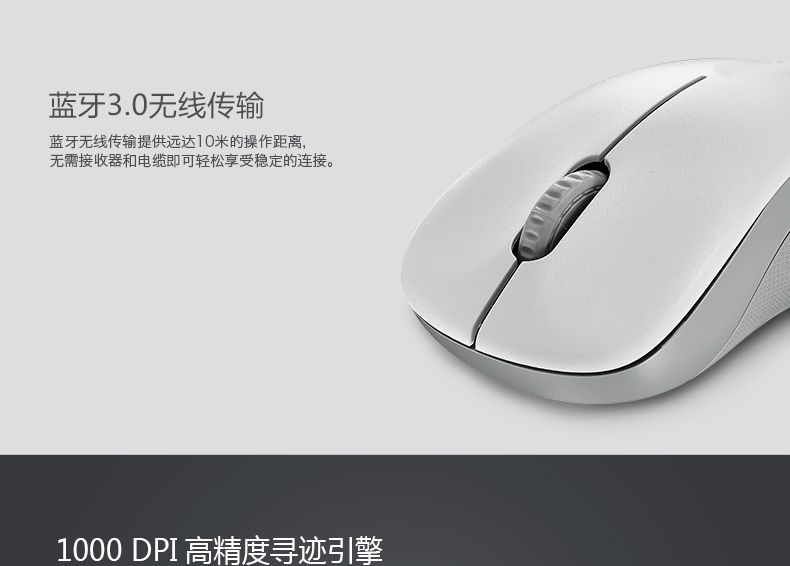 蓝牙3.0无线传输
蓝牙无线传输提供远达10米的操作距离,
无需接收器和电缆即可轻松享受稳定的连接。
1000 DPI 高精度寻迹引擎